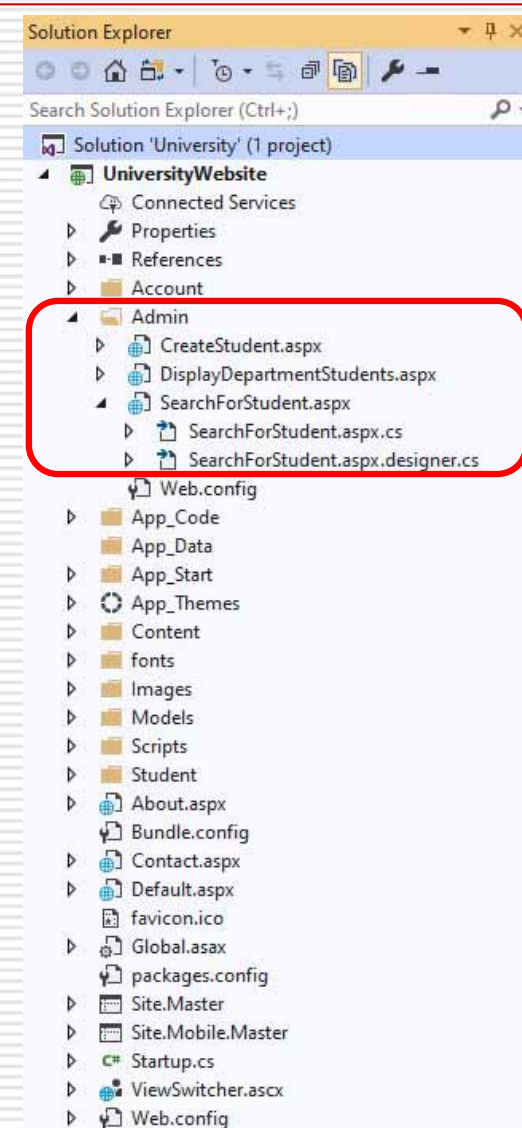 Solution Explorer
Search Solution Explorer (Ctrl+;)
Solution 'University' (1 project)
UniversityWebsite
Connected Services
Properties
References
Account
Admin
CreateStudent.aspx
DisplayDepartmentStudents.aspx
SearchForStudent.aspx
SearchForStudent.aspx.cs
SearchForStudent.aspx.designer.cs
Web.config
App_Code
App_Data
App_Start
App_Themes
Content
fonts
Images
Models
Scripts
Student
About.aspx
Bundle.config
Contact.aspx
Default.aspx
favicon.ico
Global.asax
packages.config
Site.Master
Site.Mobile.Master
C# Startup.cs
ViewSwitcher.ascx
Web.config